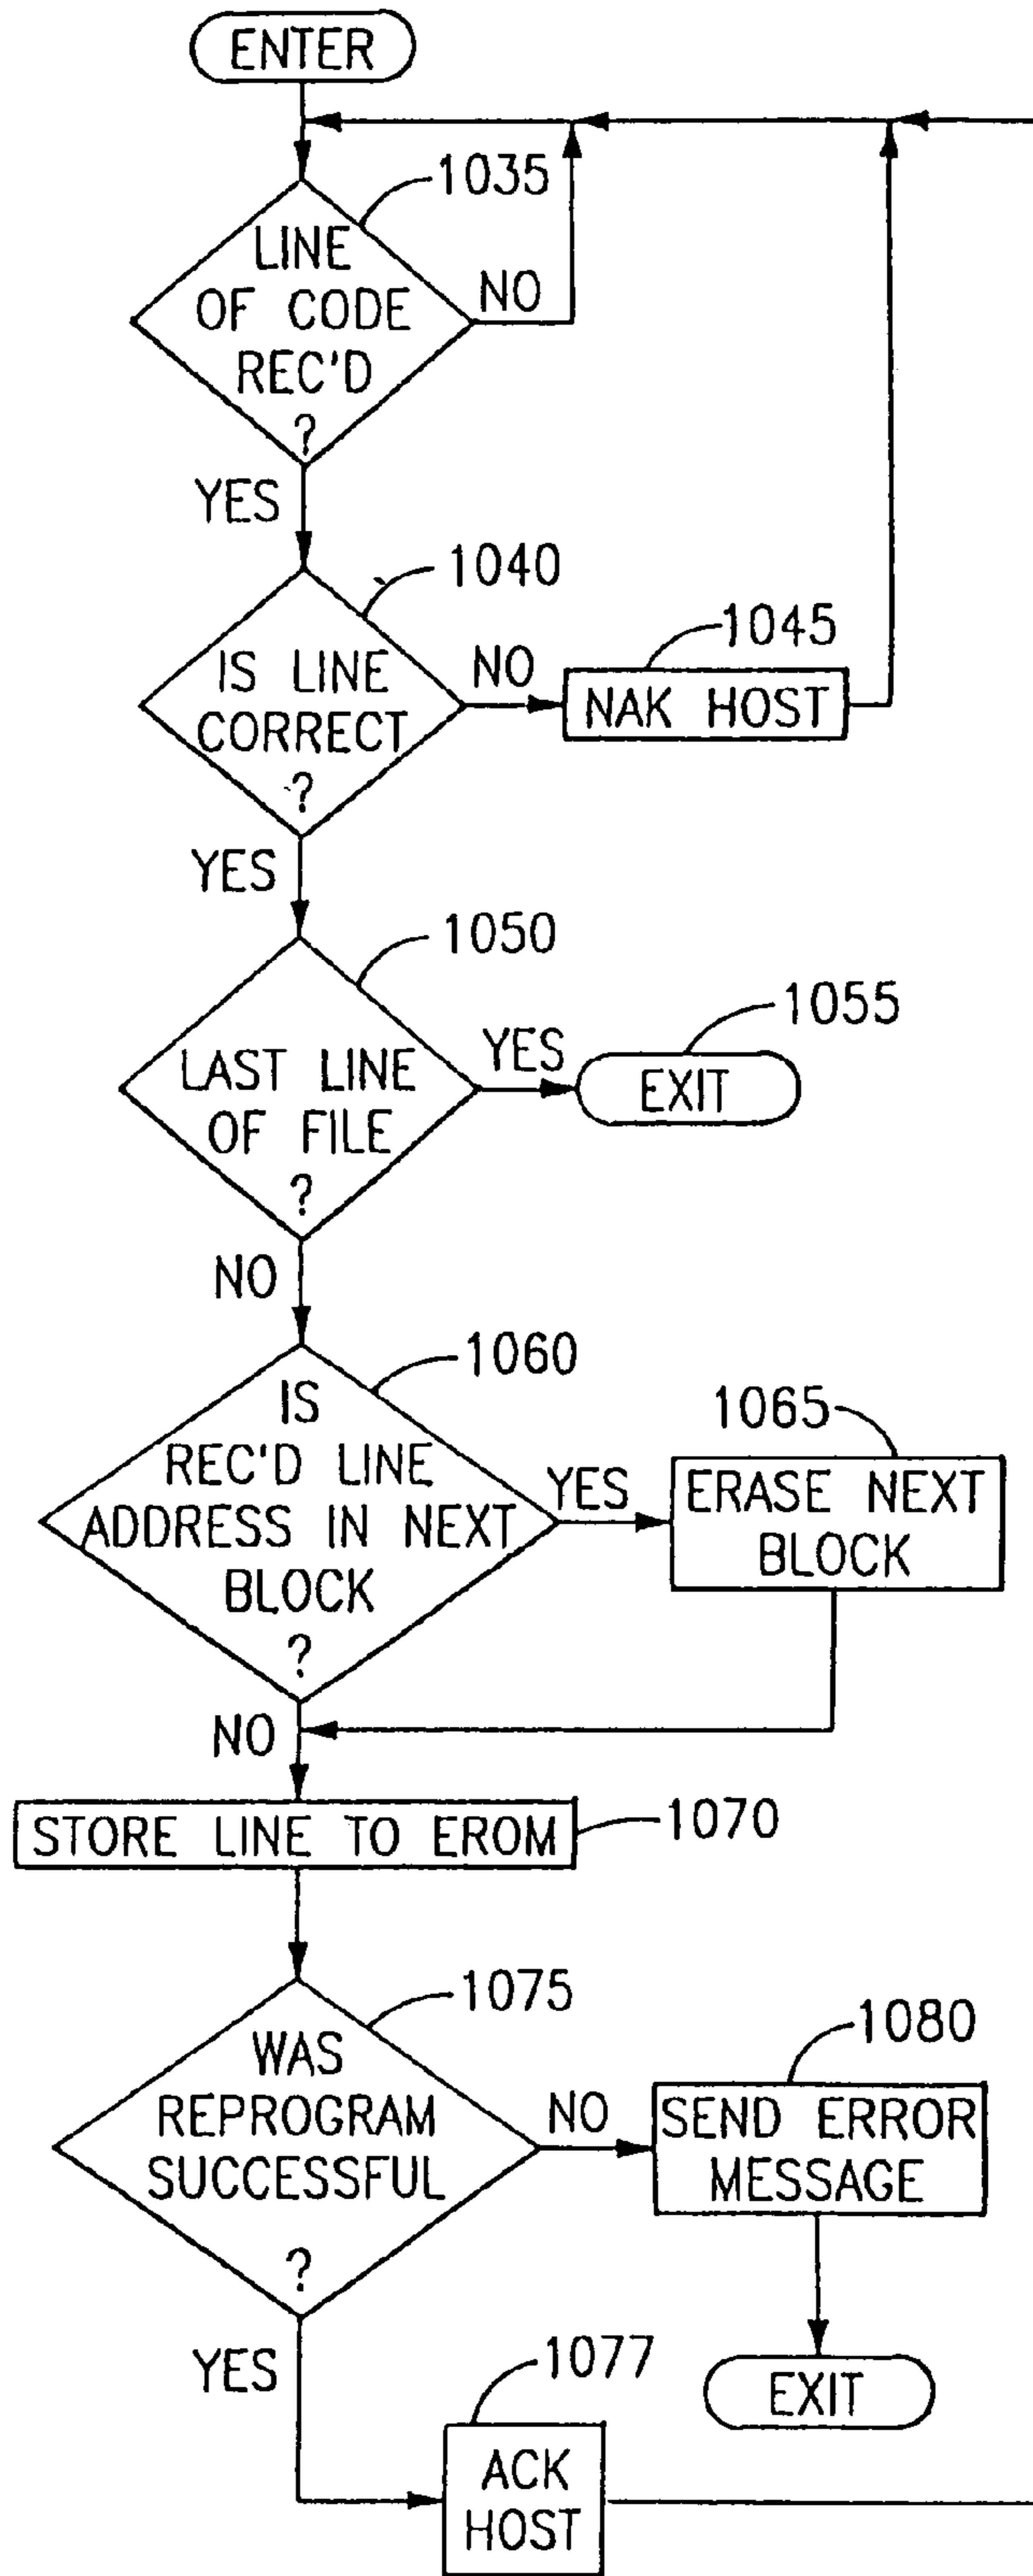 ENTER
1035
LINE
OF CODE
REC'D
?
NO
YES
1040
IS LINE
CORRECT
?
NO
1045
NAK HOST
YES
1050
LAST LINE
OF FILE
?
YES
1055
EXIT
NO
1060
IS
REC'D LINE
ADDRESS IN NEXT
BLOCK
?
YES
1065
ERASE NEXT
BLOCK
NO
STORE LINE TO EROM
1070
1075
WAS
REPROGRAM
SUCCESSFUL
?
NO
1080
SEND ERROR
MESSAGE
EXIT
YES
1077
ACK
HOST